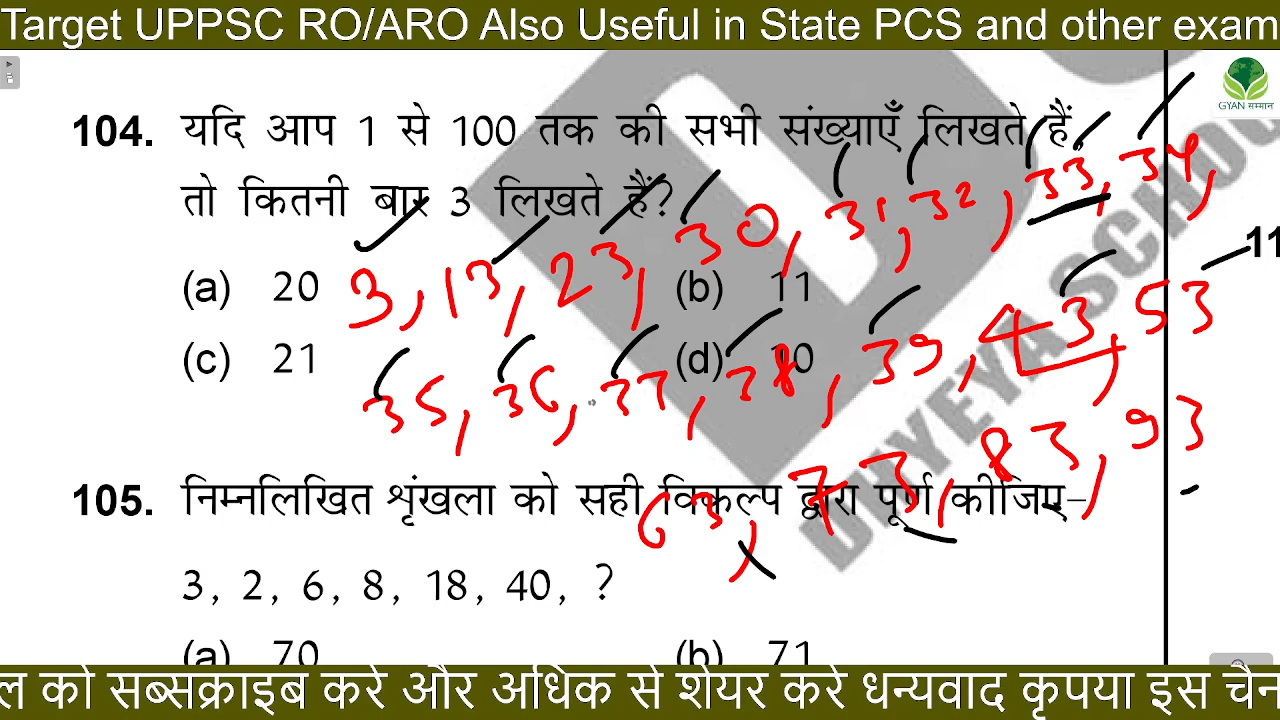 Target UPPSC RO/ARO Also Useful in State PCS and other exam
GYAN सम्मान
104. यदि आप 1 से 100 तक की सभी संख्याएँ लिखते हैं,
तो कितनी बार 3 लिखते हैं?
(a) 20 (b) 11
(c) 21 (d) 10
3, 13, 23, 30, 31, 32, 33, 34,
35, 36, 37, 38, 39, 43, 53
63, 73, 83, 93
11
105. निम्नलिखित श्रृंखला को सही विकल्प द्वारा पूर्ण कीजिए–
3, 2, 6, 8, 18, 40, ?
(a) 70 (b) 71
ल को सब्सक्राइब करे और अधिक से शेयर करे धन्यवाद कृपया इस चैन